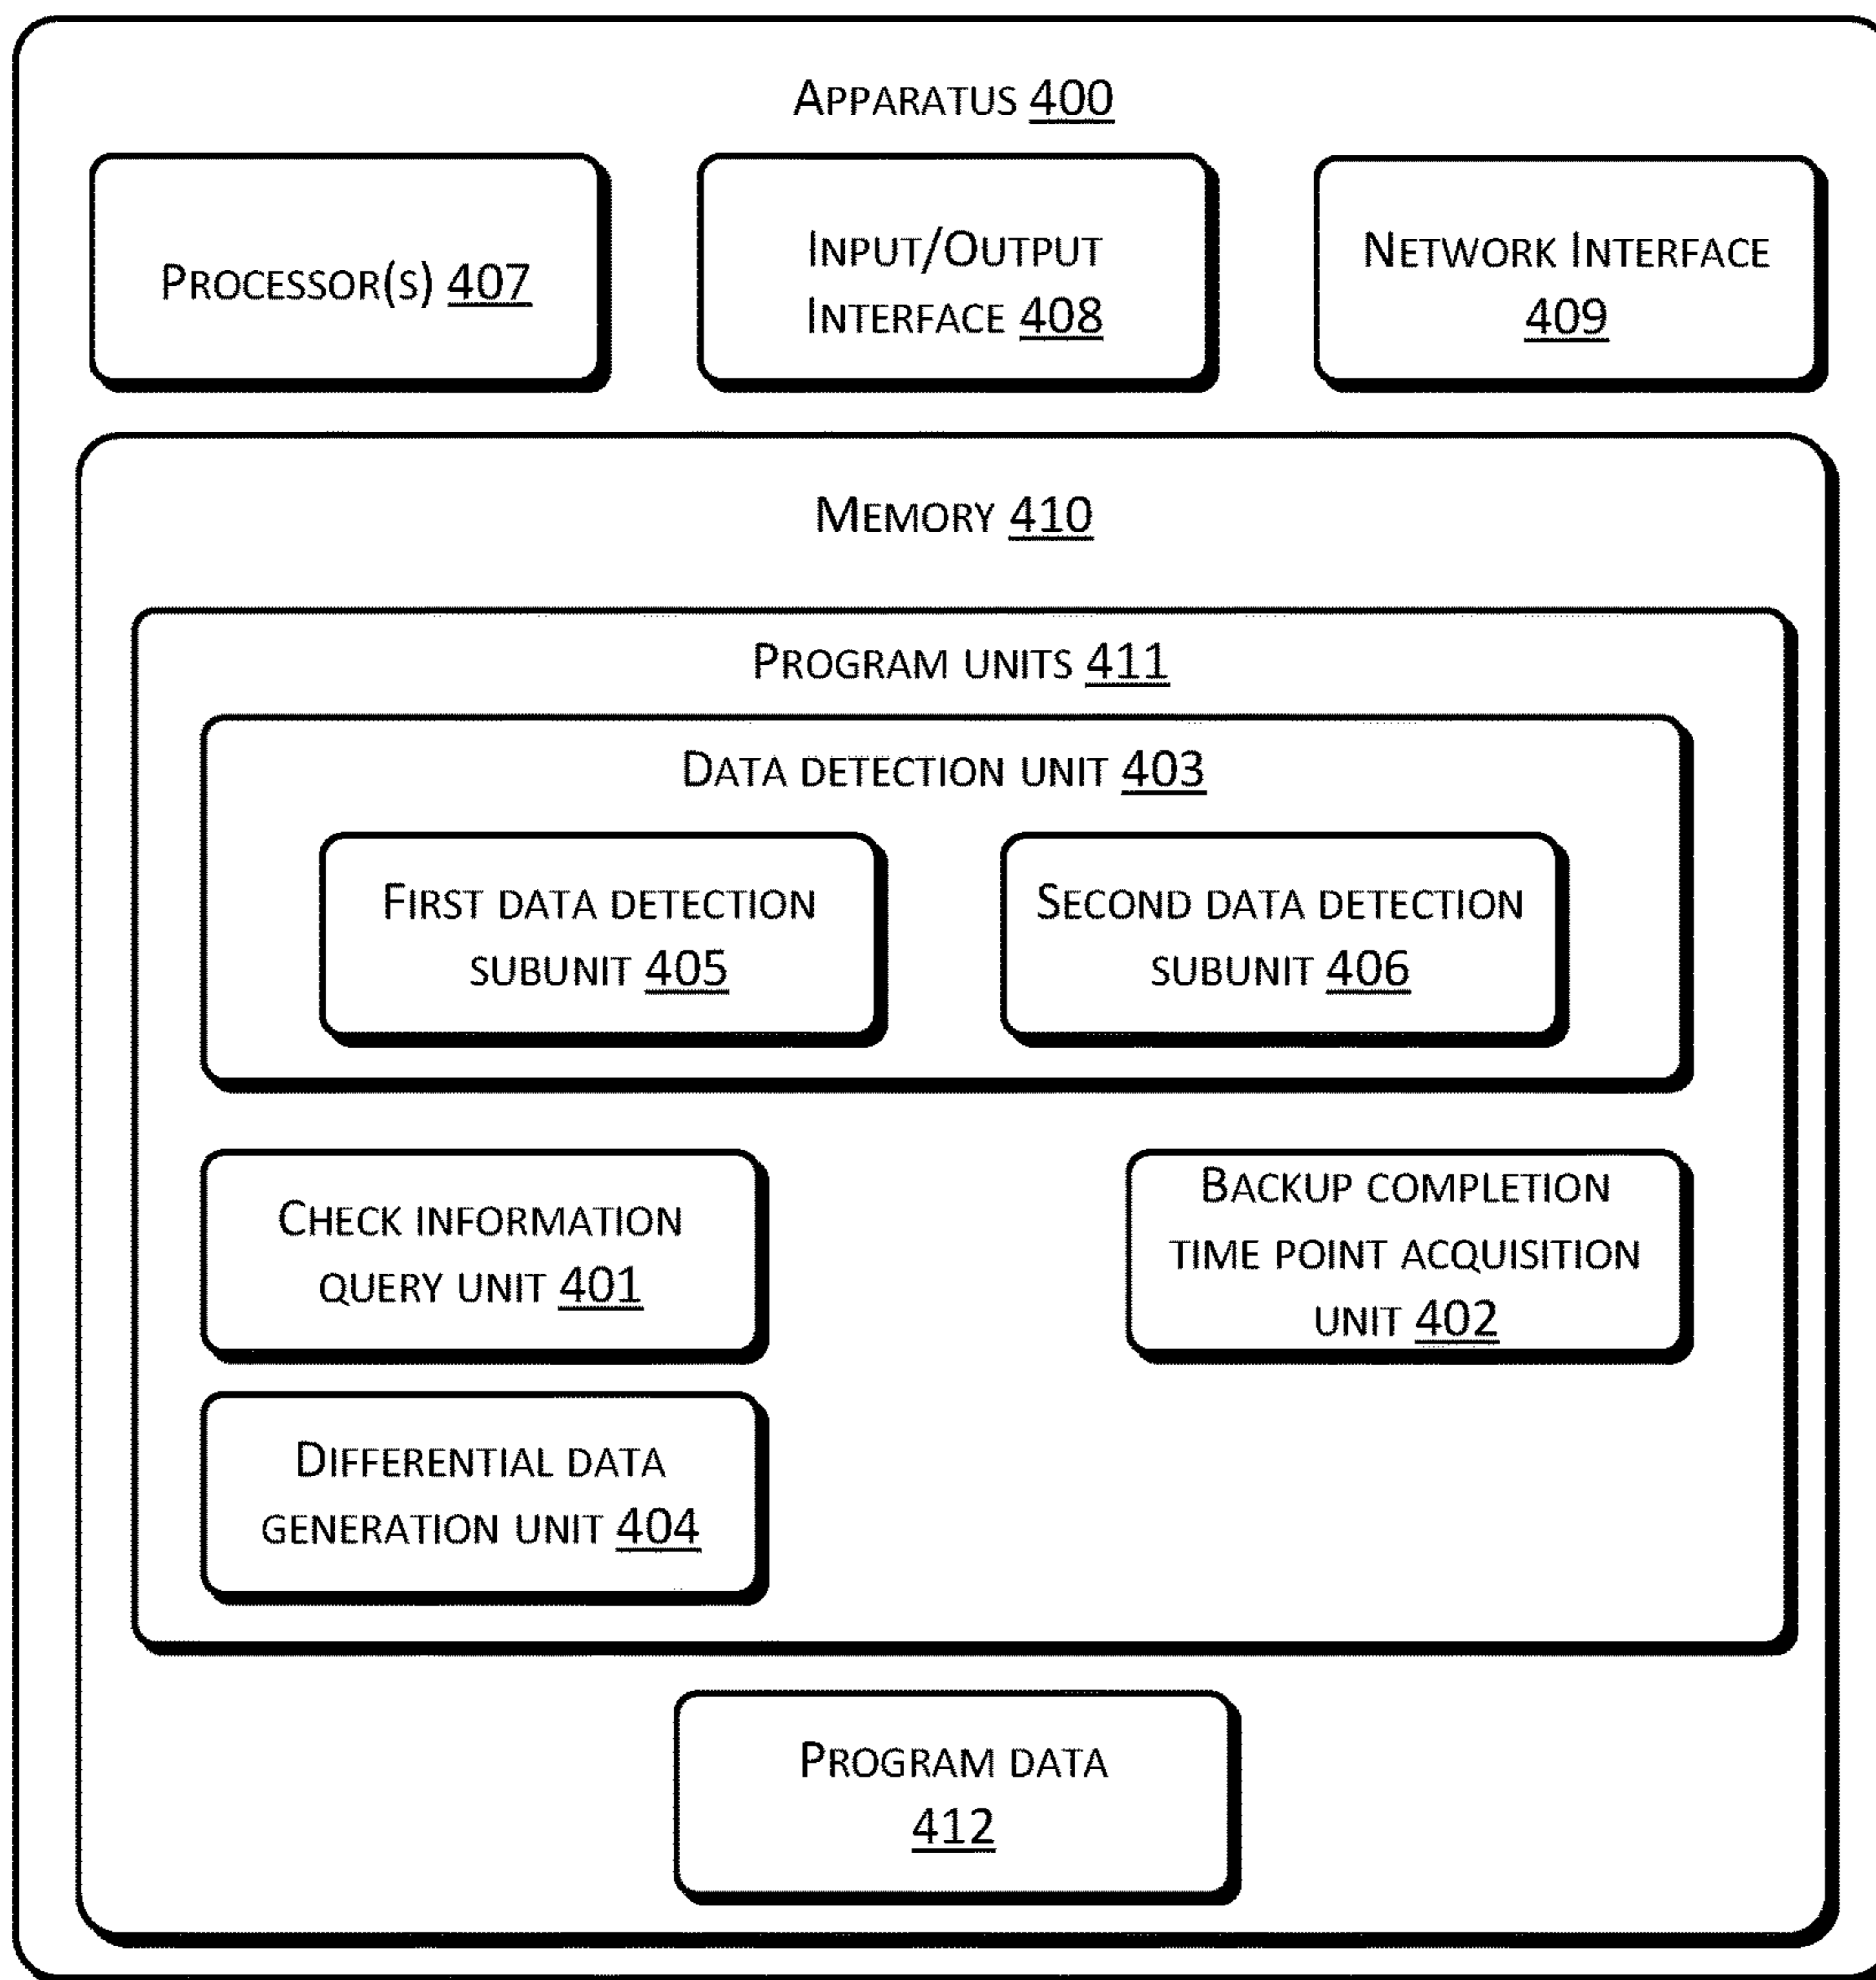 APPARATUS 400
PROCESSOR(S) 407
INPUT/OUTPUT
INTERFACE 408
NETWORK INTERFACE
409
MEMORY 410
PROGRAM UNITS 411
DATA DETECTION UNIT 403
FIRST DATA DETECTION
SUBUNIT 405
SECOND DATA DETECTION
SUBUNIT 406
CHECK INFORMATION
QUERY UNIT 401
BACKUP COMPLETION
TIME POINT ACQUISITION
UNIT 402
DIFFERENTIAL DATA
GENERATION UNIT 404
PROGRAM DATA
412